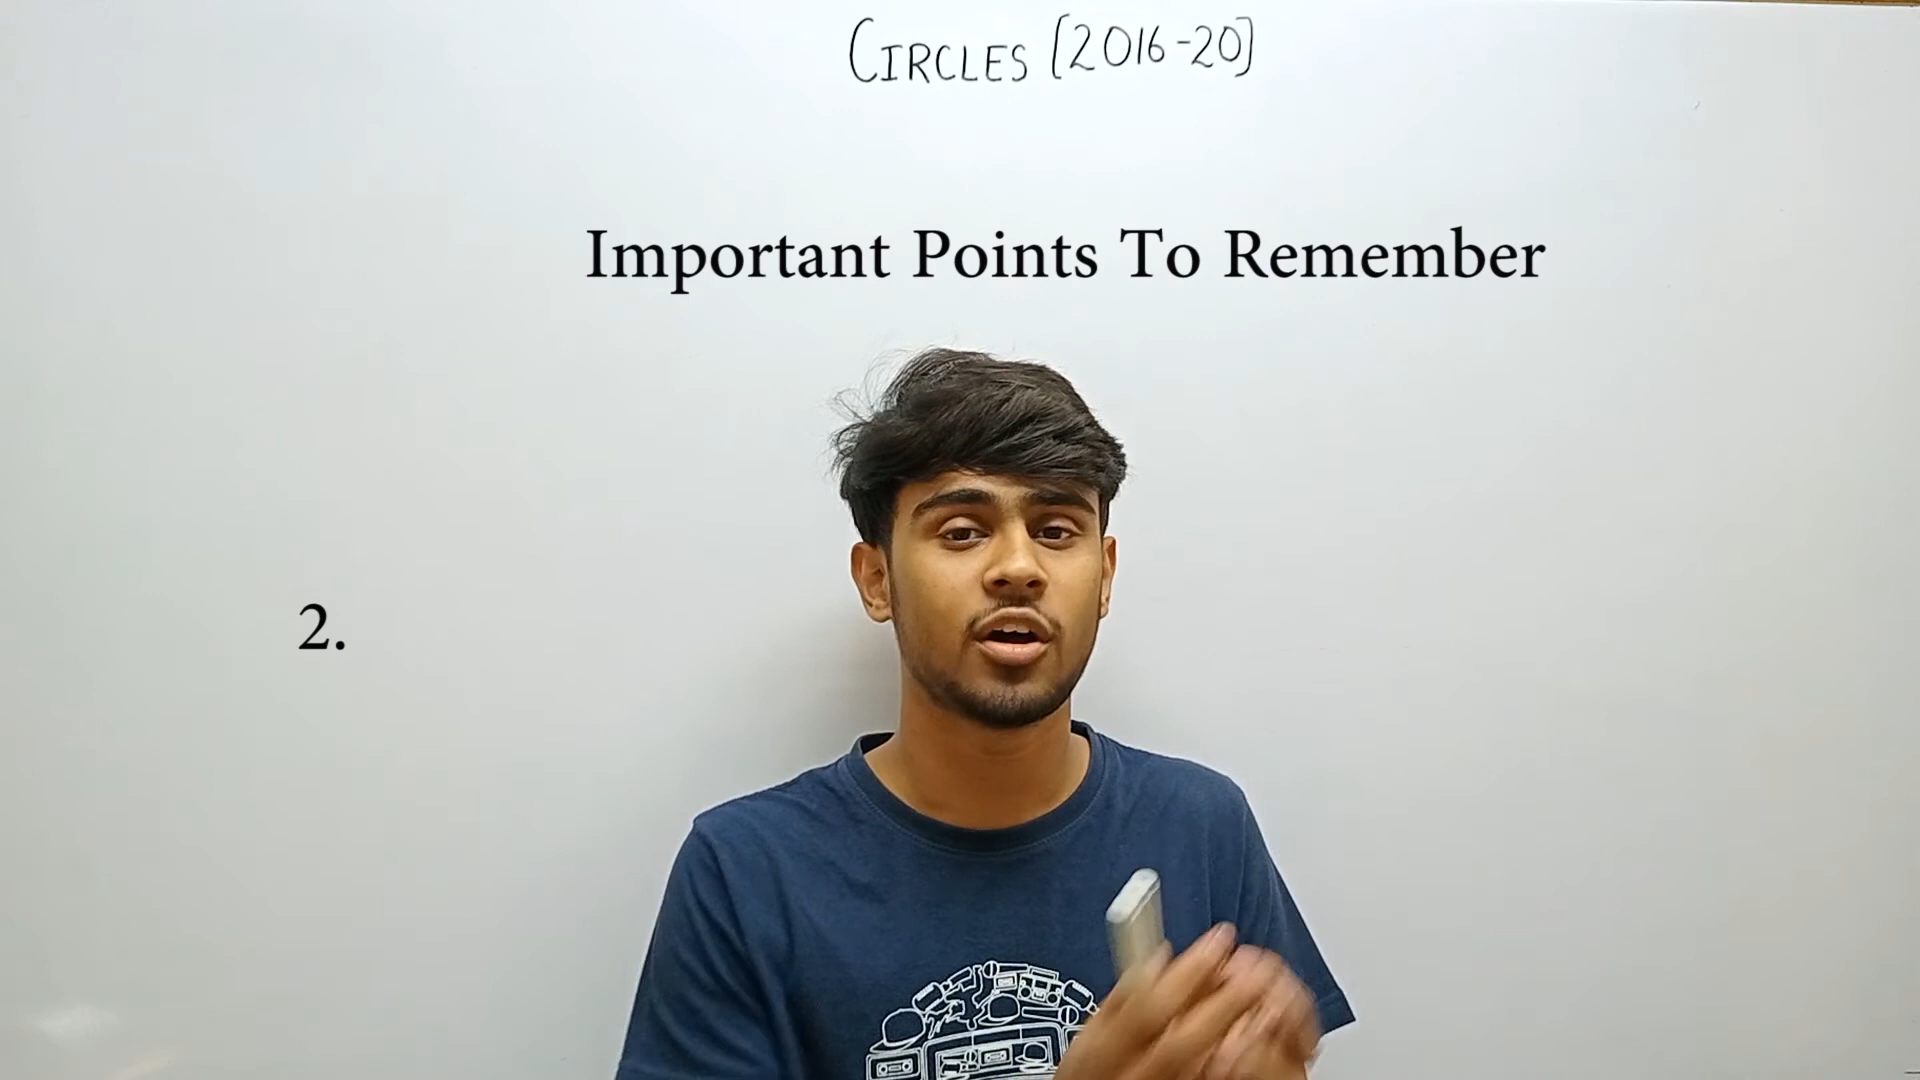 CIRCLES [2016-20]
Important Points To Remember
2.